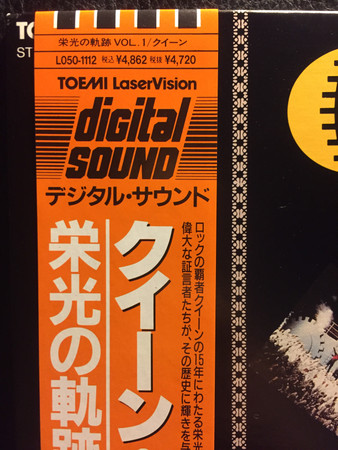 栄光の軌跡 VOL.1/クイーン
L050-1112 税込 ¥4,862 税抜 ¥4,720
TOEMI LaserVision
digital
SOUND
デジタル・サウンド
ロックの覇者クイーンの15年にわたる栄光
偉大な証言者たちが、その歴史に輝きを与
クイーン
栄光の軌跡
TO
ST